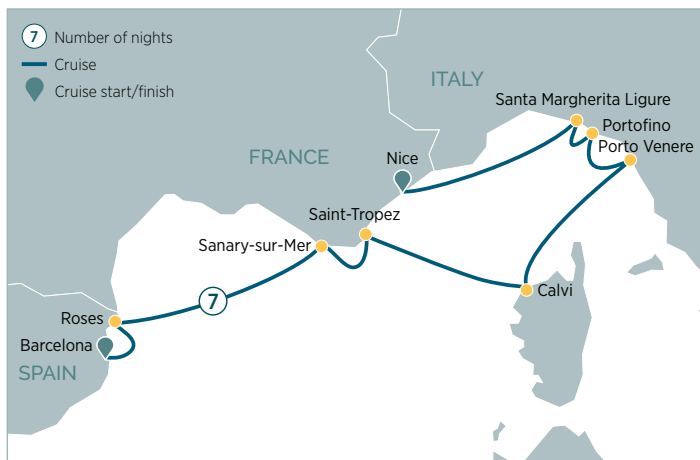 7 Number of nights
Cruise
Cruise start/finish
ITALY
Santa Margherita Ligure
Portofino
Porto Venere
Nice
FRANCE
Saint-Tropez
Sanary-sur-Mer
Calvi
7
Roses
Barcelona
SPAIN